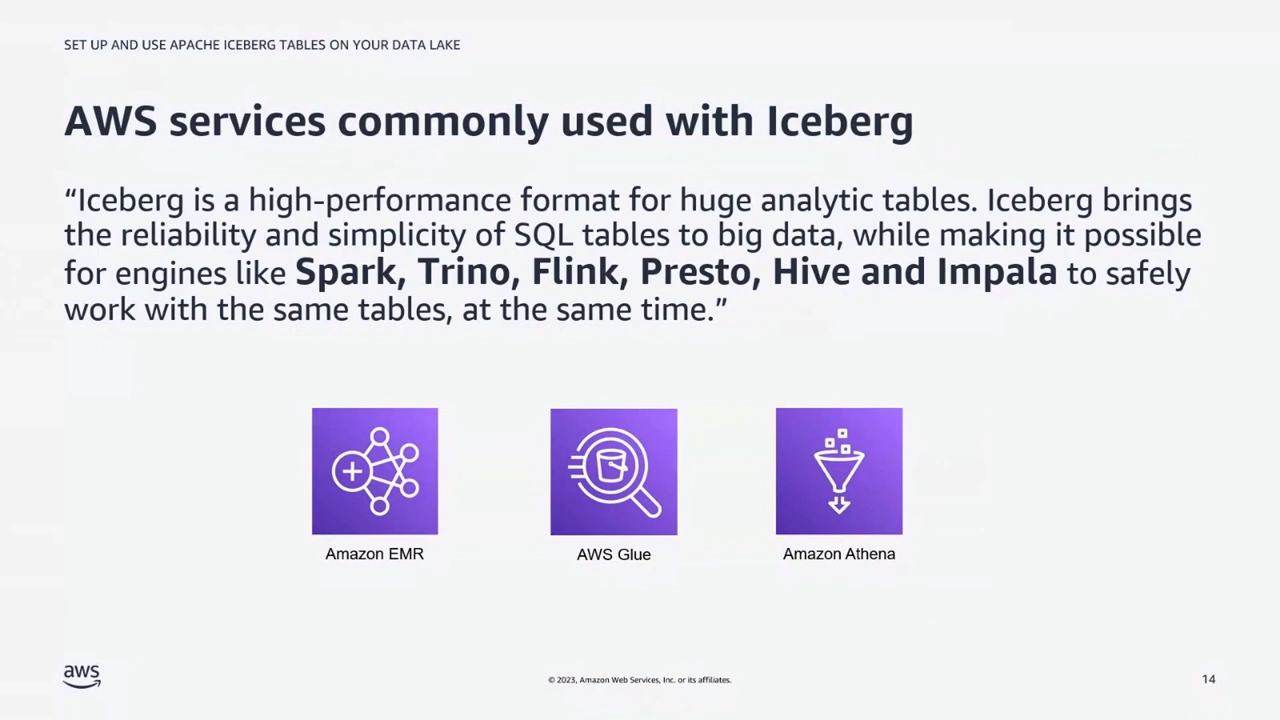 SET UP AND USE APACHE ICEBERG TABLES ON YOUR DATA LAKE
AWS services commonly used with Iceberg
“Iceberg is a high-performance format for huge analytic tables. Iceberg brings
the reliability and simplicity of SQL tables to big data, while making it possible
for engines like Spark, Trino, Flink, Presto, Hive and Impala to safely
work with the same tables, at the same time.”
Amazon EMR
AWS Glue
Amazon Athena
aws
© 2023, Amazon Web Services, Inc. or its affiliates.
14